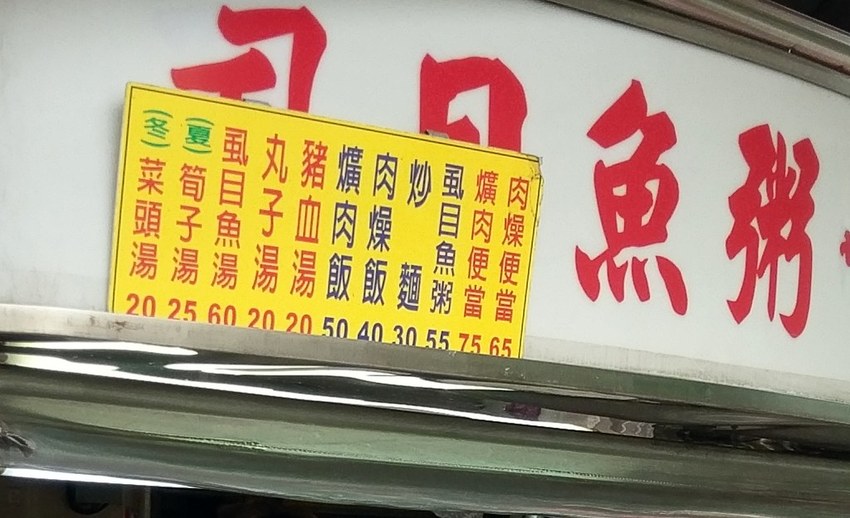 虱目魚粥
肉燥便當 65
爌肉便當 75
虱目魚粥 55
炒麵 30
肉燥飯 40
爌肉飯 50
豬血湯 20
丸子湯 20
虱目魚湯 60
(夏)筍子湯 25
(冬)菜頭湯 20